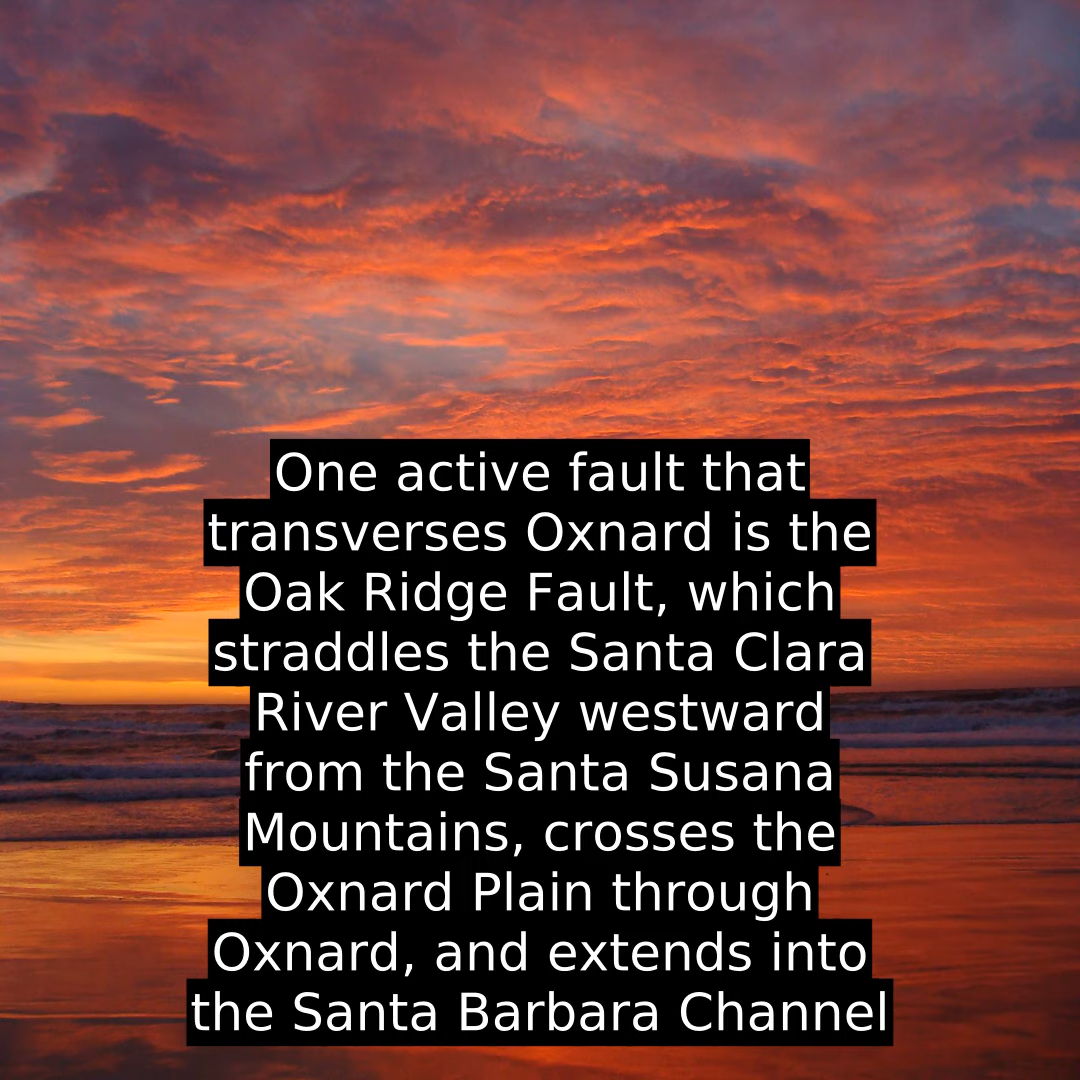 One active fault that
transverses Oxnard is the
Oak Ridge Fault, which
straddles the Santa Clara
River Valley westward
from the Santa Susana
Mountains, crosses the
Oxnard Plain through
Oxnard, and extends into
the Santa Barbara Channel